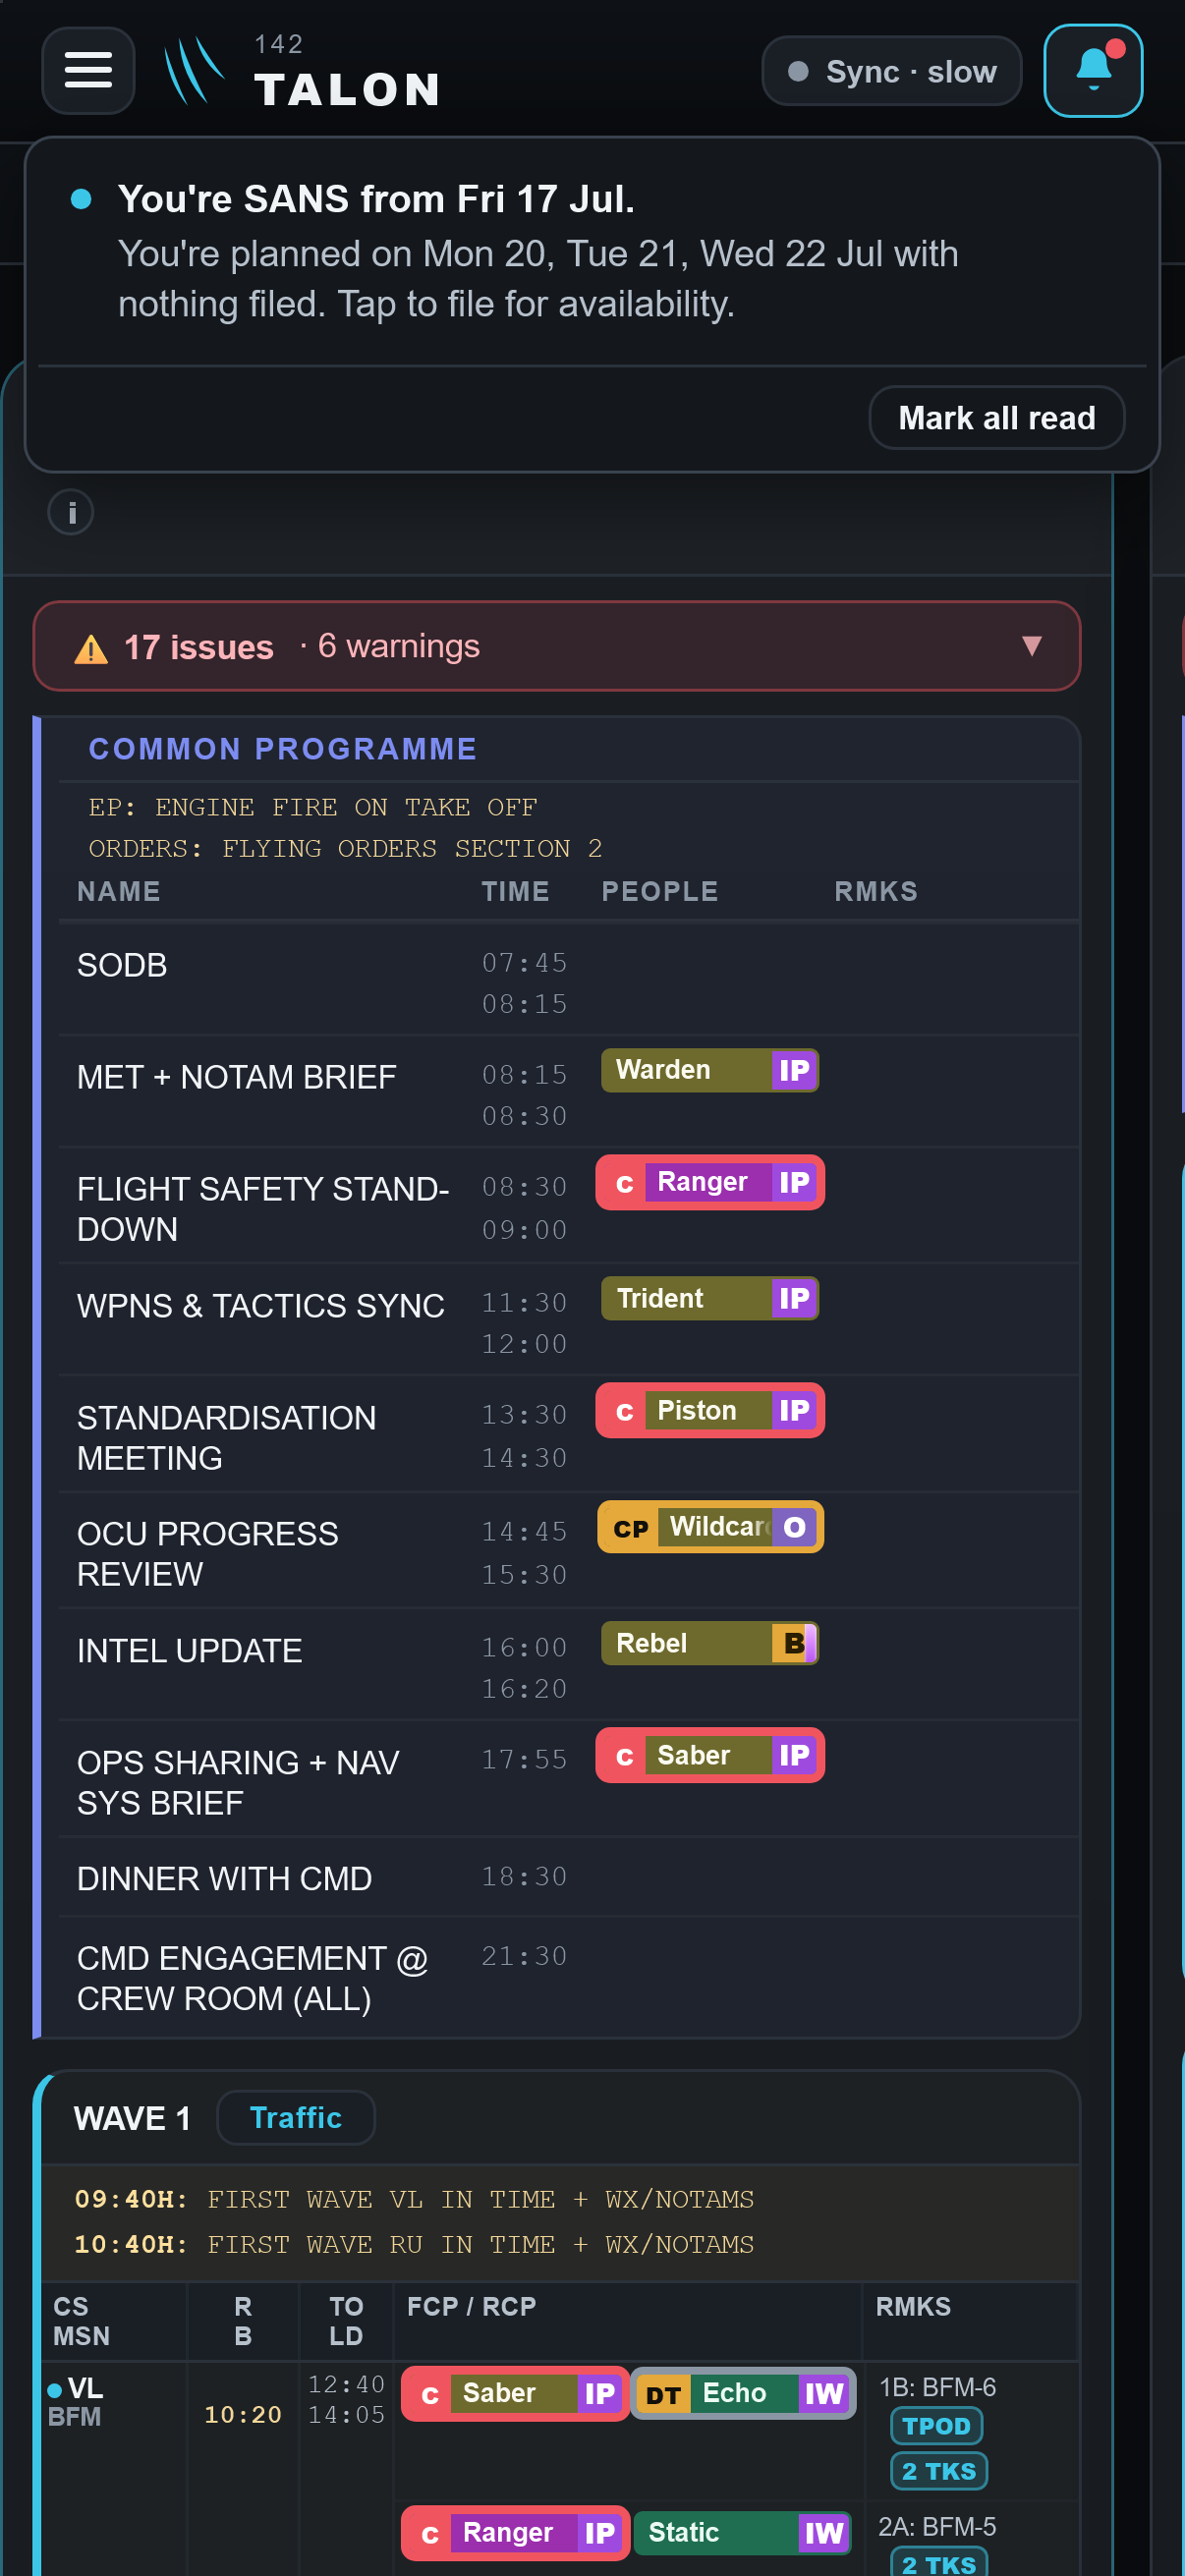 142
TALON
Sync · slow
You're SANS from Fri 17 Jul.
You're planned on Mon 20, Tue 21, Wed 22 Jul with
nothing filed. Tap to file for availability.
Mark all read
i
17 issues · 6 warnings
COMMON PROGRAMME
EP: ENGINE FIRE ON TAKE OFF
ORDERS: FLYING ORDERS SECTION 2
NAME TIME PEOPLE RMKS
SODB 07:45
08:15
MET + NOTAM BRIEF 08:15 Warden IP
08:30
FLIGHT SAFETY STAND- 08:30 C Ranger IP
DOWN 09:00
WPNS & TACTICS SYNC 11:30 Trident IP
12:00
STANDARDISATION 13:30 C Piston IP
MEETING 14:30
OCU PROGRESS 14:45 CP Wildcar O
REVIEW 15:30
INTEL UPDATE 16:00 Rebel B
16:20
OPS SHARING + NAV 17:55 C Saber IP
SYS BRIEF
DINNER WITH CMD 18:30
CMD ENGAGEMENT @ 21:30
CREW ROOM (ALL)
WAVE 1 Traffic
09:40H: FIRST WAVE VL IN TIME + WX/NOTAMS
10:40H: FIRST WAVE RU IN TIME + WX/NOTAMS
CS R TO FCP / RCP RMKS
MSN B LD
VL 12:40 C Saber IP DT Echo IW 1B: BFM-6
BFM 10:20 14:05 TPOD
2 TKS
C Ranger IP Static IW 2A: BFM-5
2 TKS